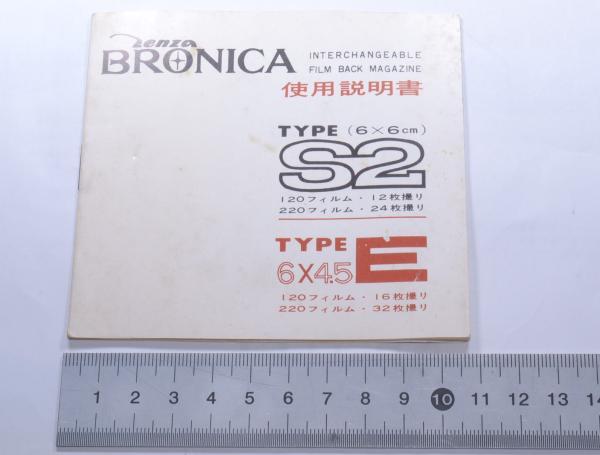 Zenza
BRONICA
INTERCHANGEABLE
FILM BACK MAGAZINE
使用説明書
TYPE (6×6cm)
S2
120フィルム・12枚撮り
220フィルム・24枚撮り
TYPE E
6X4.5
120フィルム・16枚撮り
220フィルム・32枚撮り
1 2 3 4 5 6 7 8 9 10 11 12 13 14